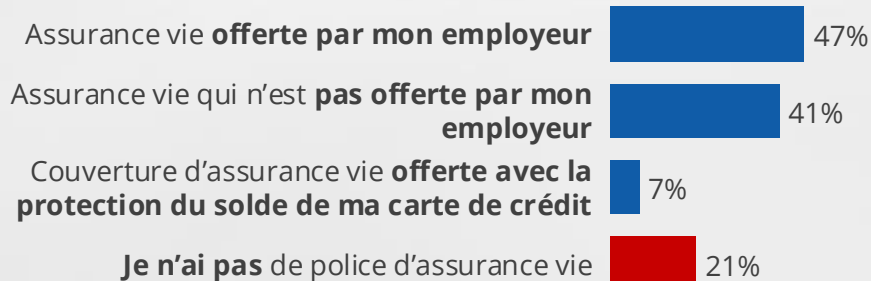 Assurance vie offerte par mon employeur
47%
Assurance vie qui n’est pas offerte par mon
employeur
41%
Couverture d’assurance vie offerte avec la
protection du solde de ma carte de crédit
7%
Je n’ai pas de police d’assurance vie
21%